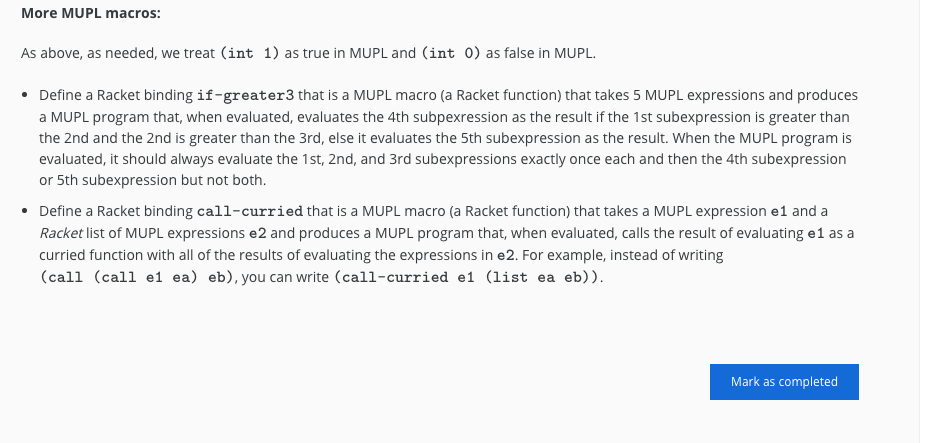 More MUPL macros:
As above, as needed, we treat (int 1) as true in MUPL and (int 0) as false in MUPL.
• Define a Racket binding if-greater3 that is a MUPL macro (a Racket function) that takes 5 MUPL expressions and produces
a MUPL program that, when evaluated, evaluates the 4th subpexression as the result if the 1st subexpression is greater than
the 2nd and the 2nd is greater than the 3rd, else it evaluates the 5th subexpression as the result. When the MUPL program is
evaluated, it should always evaluate the 1st, 2nd, and 3rd subexpressions exactly once each and then the 4th subexpression
or 5th subexpression but not both.
• Define a Racket binding call-curried that is a MUPL macro (a Racket function) that takes a MUPL expression e1 and a
Racket list of MUPL expressions e2 and produces a MUPL program that, when evaluated, calls the result of evaluating e1 as a
curried function with all of the results of evaluating the expressions in e2. For example, instead of writing
(call (call e1 ea) eb), you can write (call-curried e1 (list ea eb)).
Mark as completed